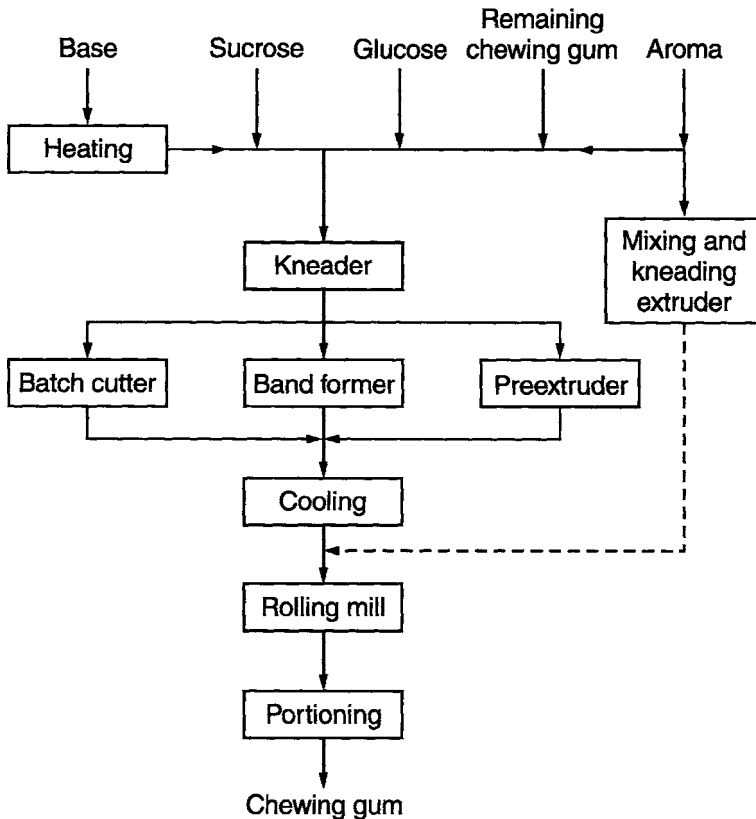 Base
Sucrose
Glucose
Remaining
chewing gum
Aroma
Heating
Mixing and
kneading
extruder
Kneader
Batch cutter
Band former
Preextruder
Cooling
Rolling mill
Portioning
Chewing gum